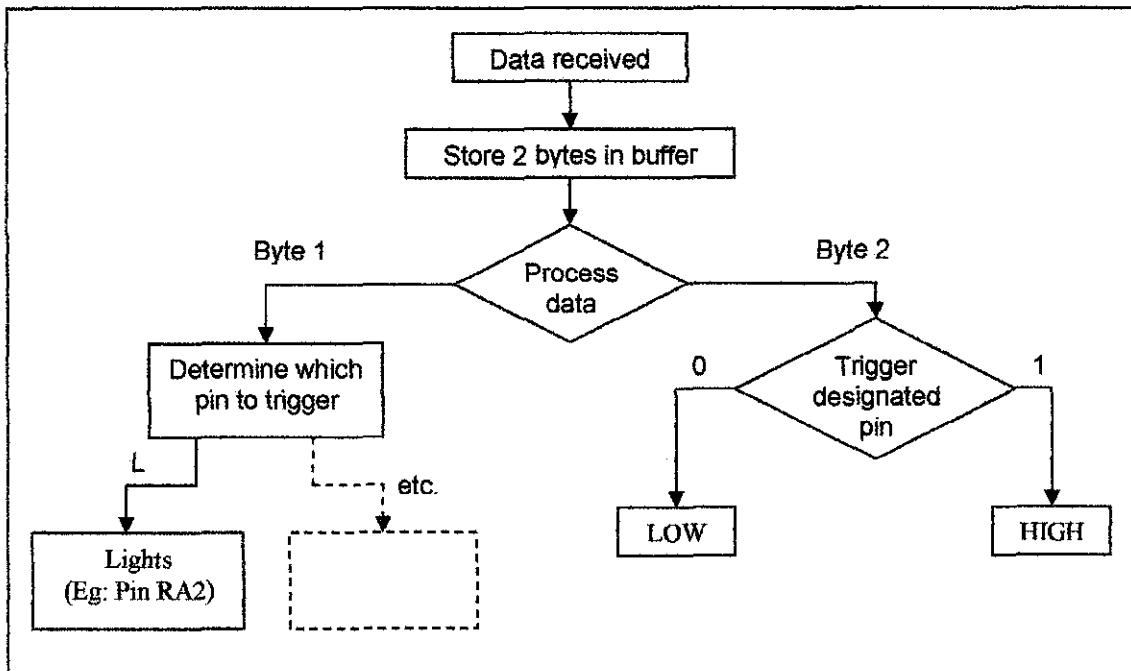 Data received
Store 2 bytes in buffer
Byte 1
Process
data
Byte 2
Determine which
pin to trigger
0
Trigger
designated
pin
1
L
etc.
Lights
(Eg: Pin RA2)
LOW
HIGH